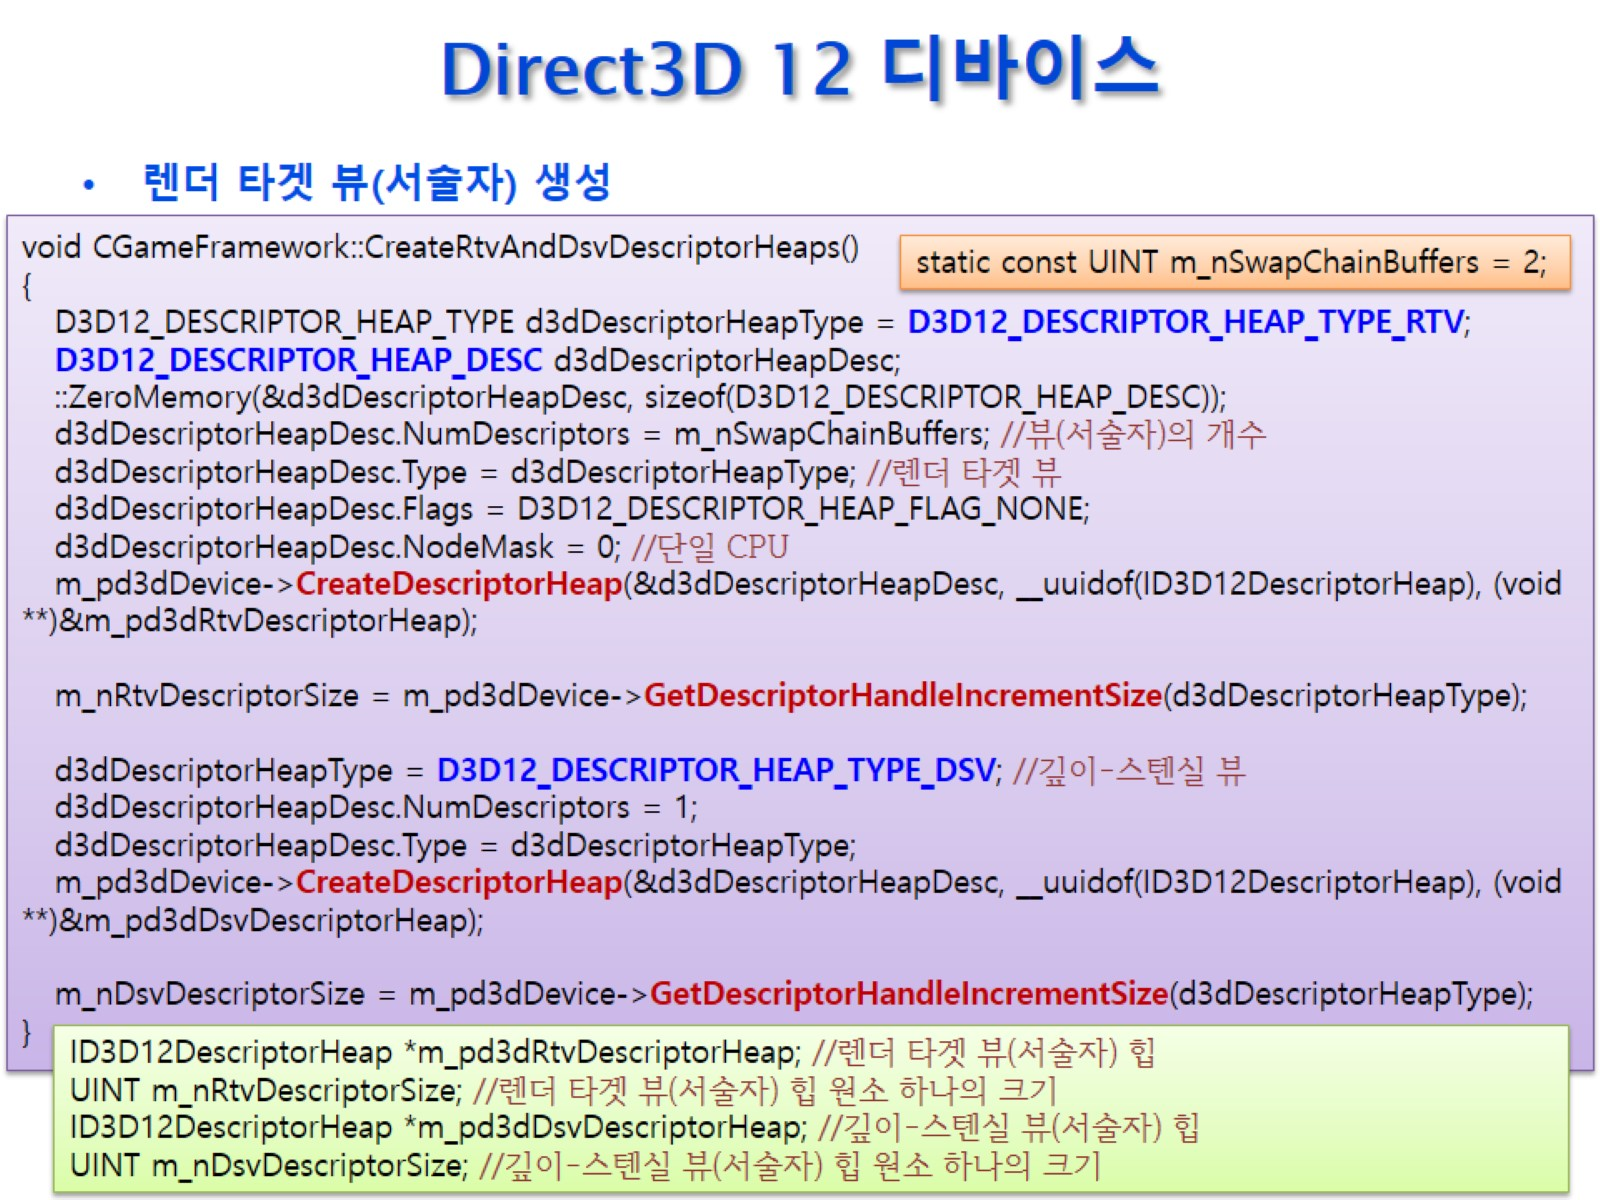 Direct3D 12 디바이스
• 렌더 타겟 뷰(서술자) 생성
void CGameFramework::CreateRtvAndDsvDescriptorHeaps()
static const UINT m_nSwapChainBuffers = 2;
{
D3D12_DESCRIPTOR_HEAP_TYPE d3dDescriptorHeapType = D3D12_DESCRIPTOR_HEAP_TYPE_RTV;
D3D12_DESCRIPTOR_HEAP_DESC d3dDescriptorHeapDesc;
::ZeroMemory(&d3dDescriptorHeapDesc, sizeof(D3D12_DESCRIPTOR_HEAP_DESC));
d3dDescriptorHeapDesc.NumDescriptors = m_nSwapChainBuffers; //뷰(서술자)의 개수
d3dDescriptorHeapDesc.Type = d3dDescriptorHeapType; //렌더 타겟 뷰
d3dDescriptorHeapDesc.Flags = D3D12_DESCRIPTOR_HEAP_FLAG_NONE;
d3dDescriptorHeapDesc.NodeMask = 0; //단일 CPU
m_pd3dDevice->CreateDescriptorHeap(&d3dDescriptorHeapDesc, __uuidof(ID3D12DescriptorHeap), (void
**)&m_pd3dRtvDescriptorHeap);
m_nRtvDescriptorSize = m_pd3dDevice->GetDescriptorHandleIncrementSize(d3dDescriptorHeapType);
d3dDescriptorHeapType = D3D12_DESCRIPTOR_HEAP_TYPE_DSV; //깊이-스텐실 뷰
d3dDescriptorHeapDesc.NumDescriptors = 1;
d3dDescriptorHeapDesc.Type = d3dDescriptorHeapType;
m_pd3dDevice->CreateDescriptorHeap(&d3dDescriptorHeapDesc, __uuidof(ID3D12DescriptorHeap), (void
**)&m_pd3dDsvDescriptorHeap);
m_nDsvDescriptorSize = m_pd3dDevice->GetDescriptorHandleIncrementSize(d3dDescriptorHeapType);
}
ID3D12DescriptorHeap *m_pd3dRtvDescriptorHeap; //렌더 타겟 뷰(서술자) 힙
UINT m_nRtvDescriptorSize; //렌더 타겟 뷰(서술자) 힙 원소 하나의 크기
ID3D12DescriptorHeap *m_pd3dDsvDescriptorHeap; //깊이-스텐실 뷰(서술자) 힙
UINT m_nDsvDescriptorSize; //깊이-스텐실 뷰(서술자) 힙 원소 하나의 크기